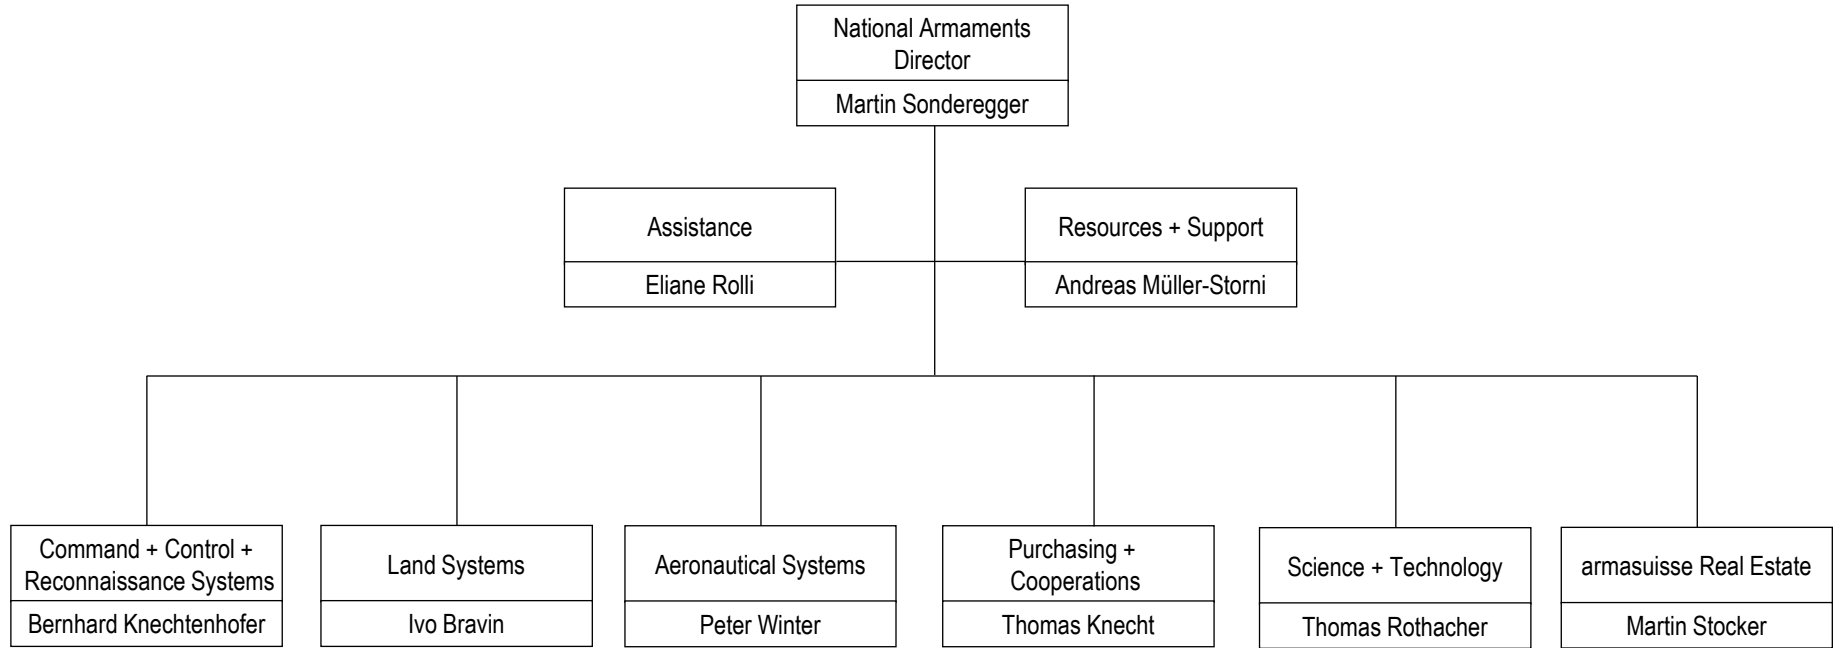 National Armaments
Director
Martin Sonderegger
Assistance
Eliane Rolli
Resources + Support
Andreas Müller-Storni
Command + Control +
Reconnaissance Systems
Bernhard Knechtenhofer
Land Systems
Ivo Bravin
Aeronautical Systems
Peter Winter
Purchasing +
Cooperations
Thomas Knecht
Science + Technology
Thomas Rothacher
armasuisse Real Estate
Martin Stocker